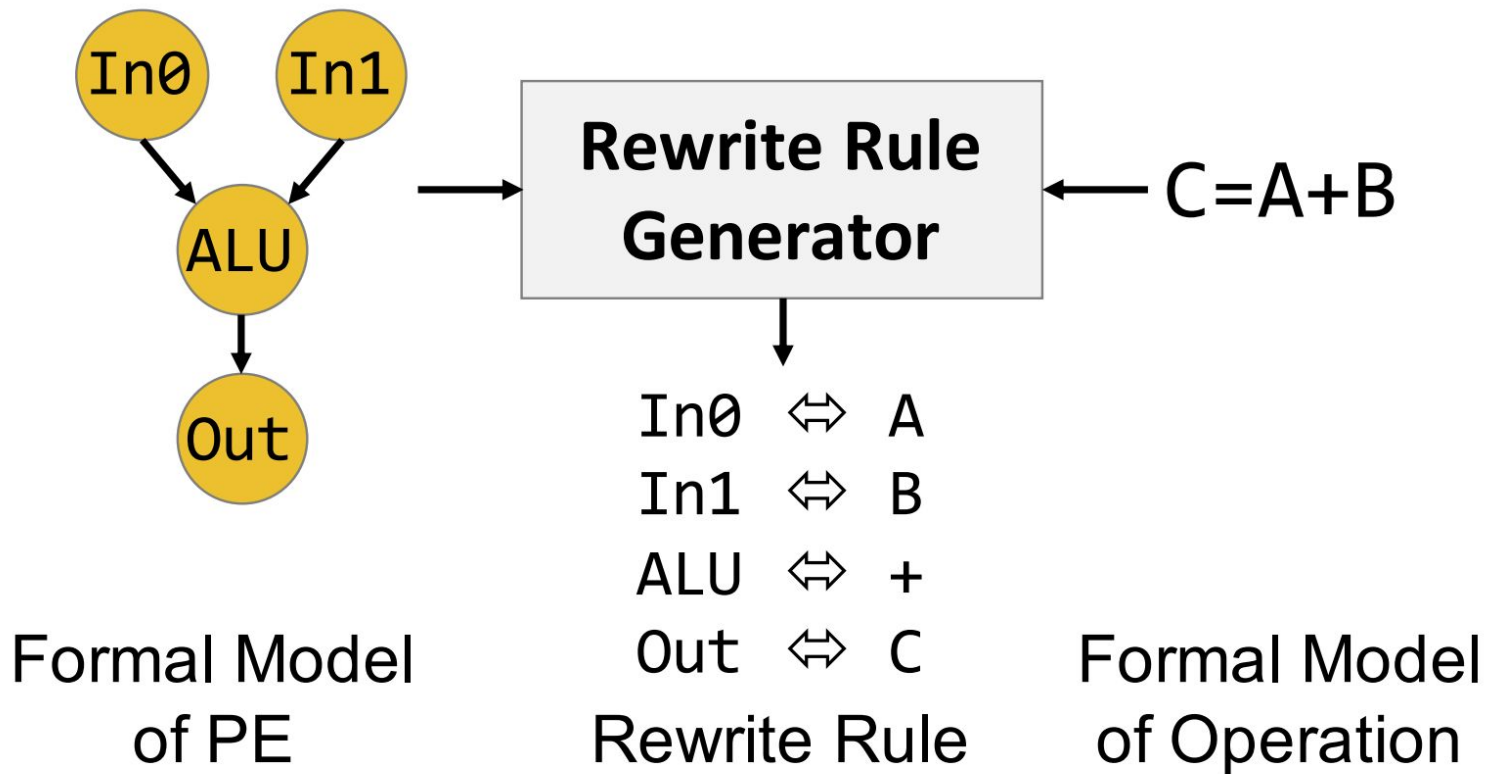 In0
In1
ALU
Out
Rewrite Rule
Generator
C=A+B
In0 ⇔ A
In1 ⇔ B
ALU ⇔ +
Out ⇔ C
Formal Model
of PE
Rewrite Rule
Formal Model
of Operation